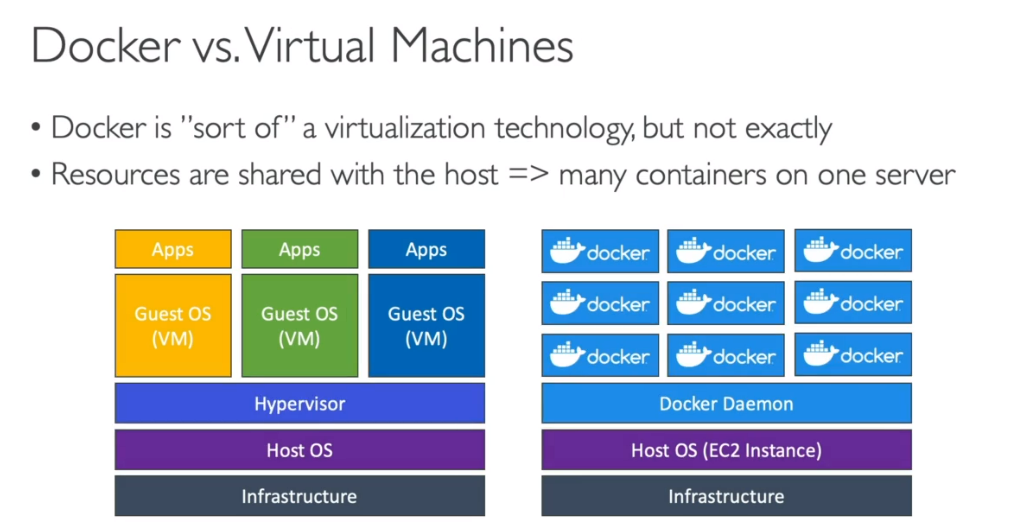 Docker vs. Virtual Machines
• Docker is ”sort of” a virtualization technology, but not exactly
• Resources are shared with the host => many containers on one server
Apps
Apps
Apps
Guest OS
(VM)
Guest OS
(VM)
Guest OS
(VM)
Hypervisor
Host OS
Infrastructure
docker
docker
docker
docker
docker
docker
docker
docker
docker
Docker Daemon
Host OS (EC2 Instance)
Infrastructure